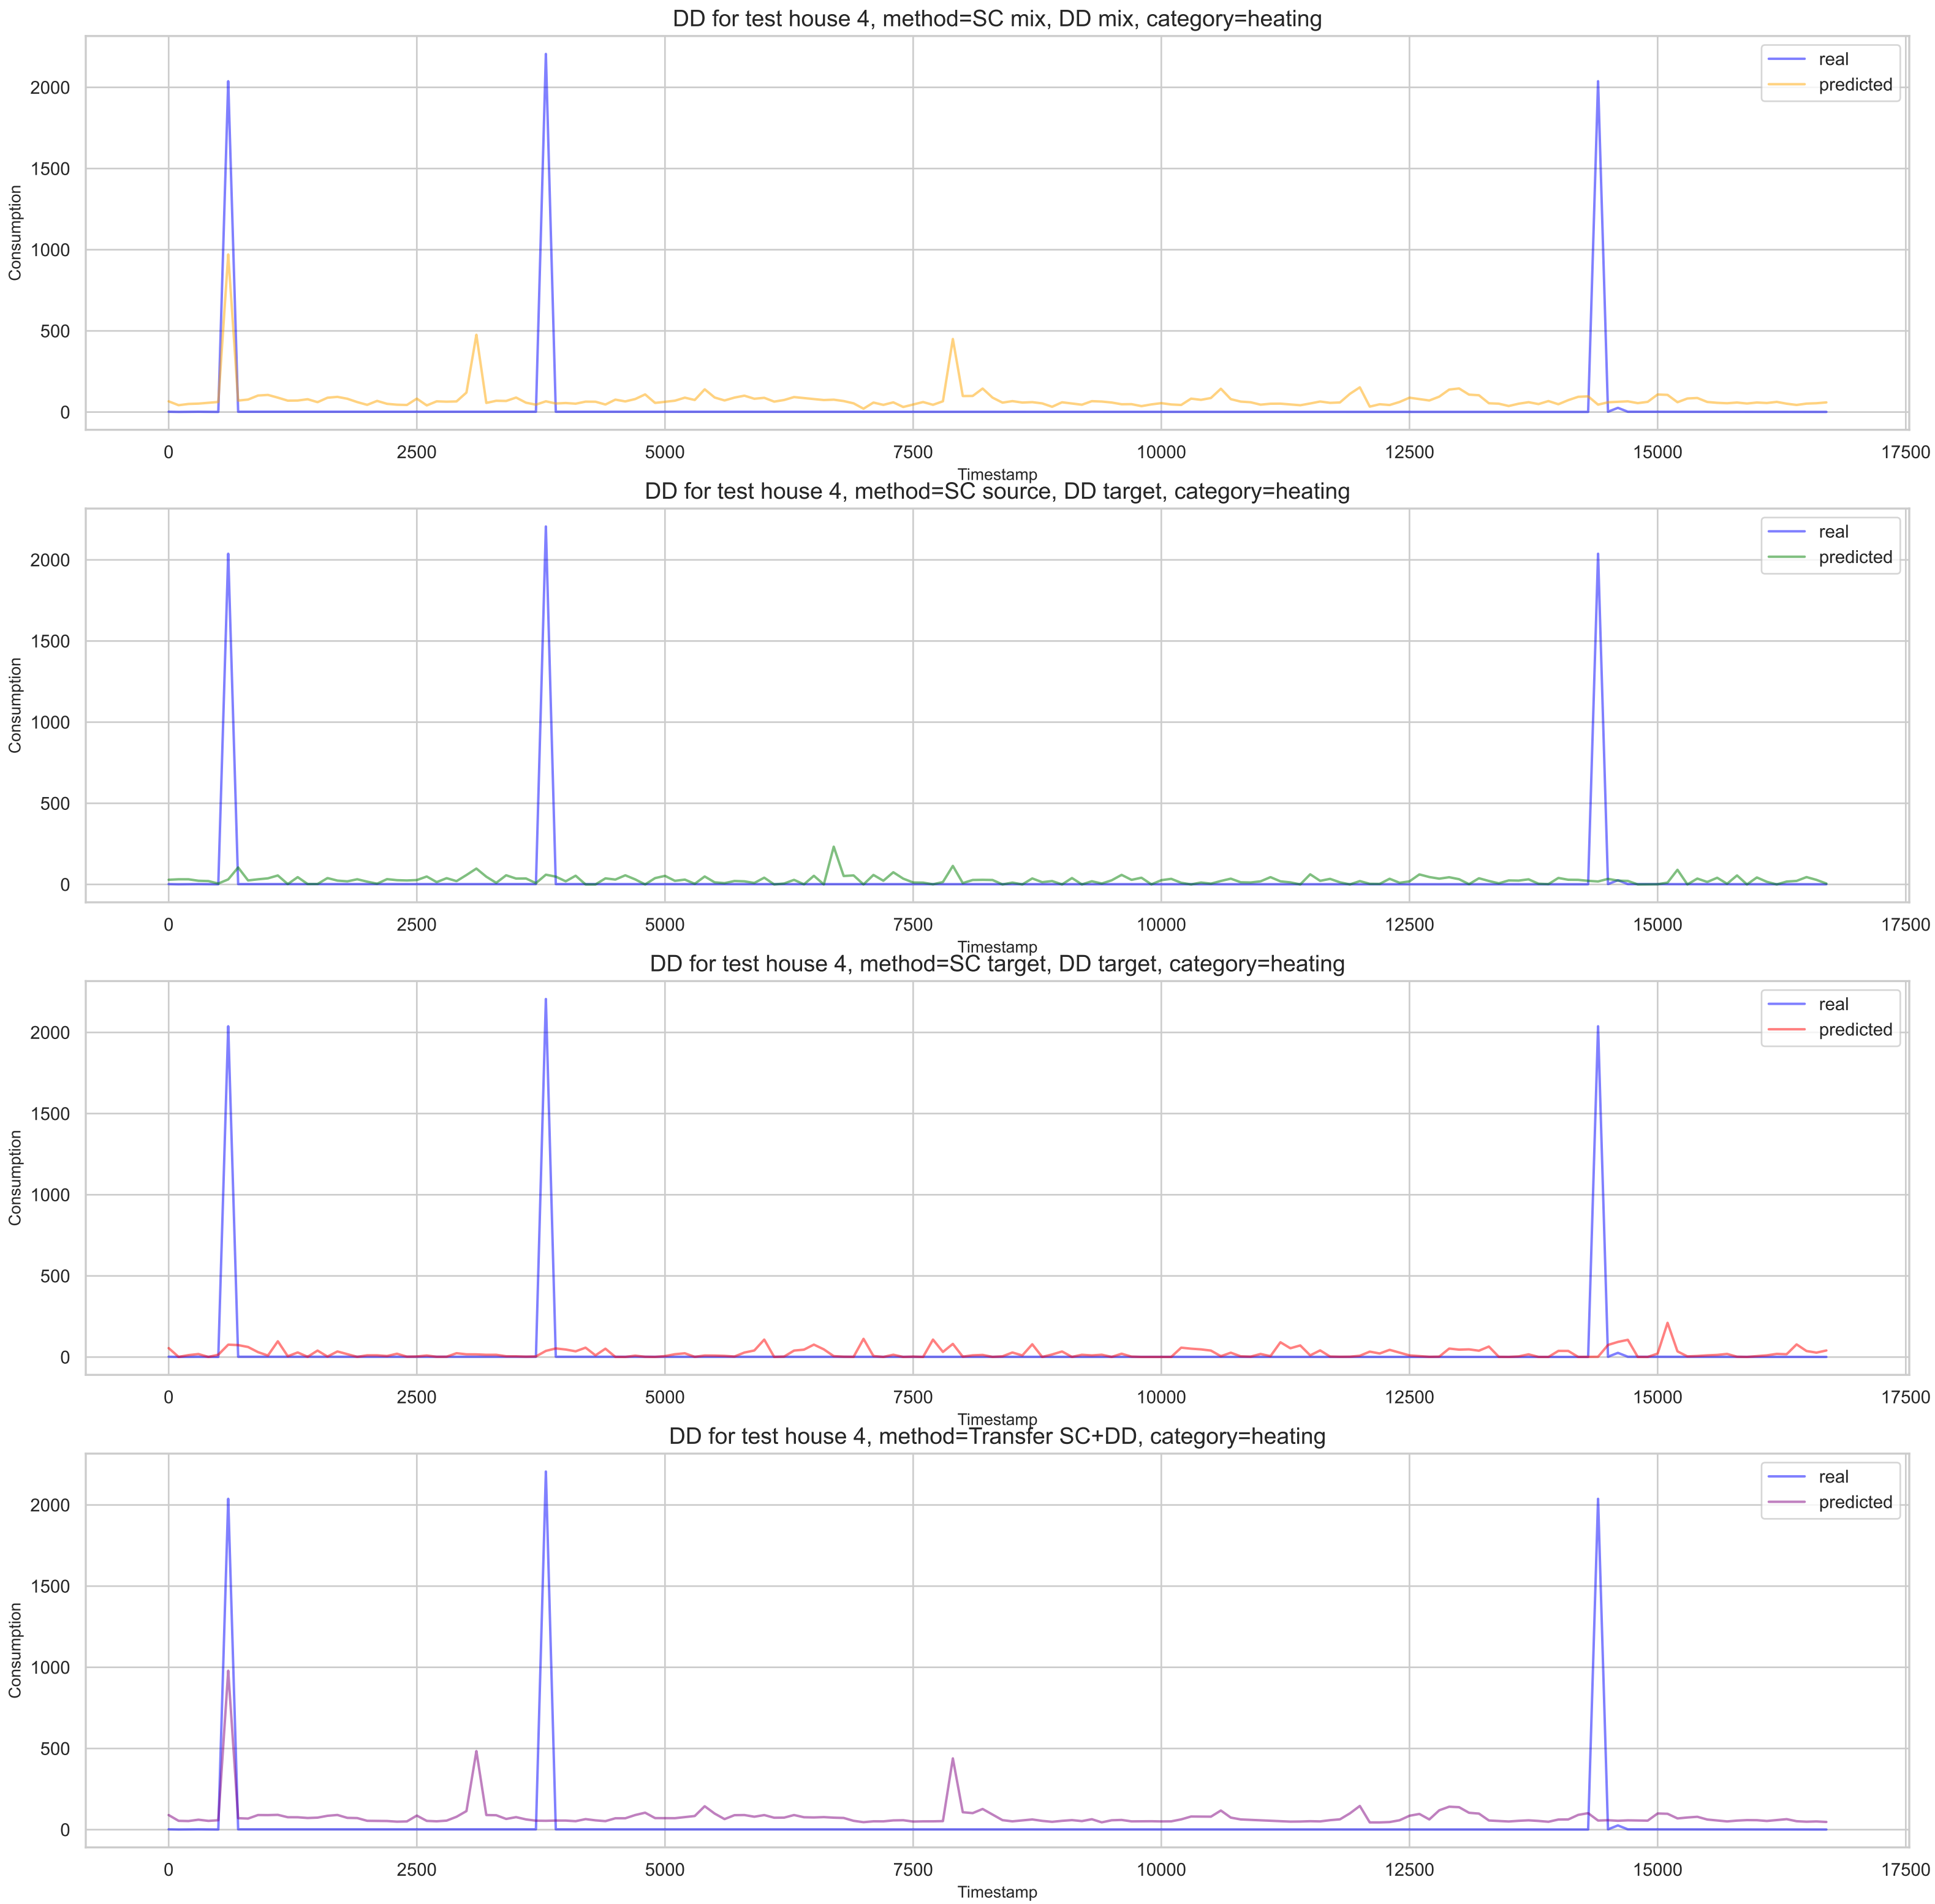 DD for test house 4, method=SC mix, DD mix, category=heating
real
predicted
2000
1500
1000
500
0
Consumption
0 2500 5000 7500 10000 12500 15000 17500
Timestamp
DD for test house 4, method=SC source, DD target, category=heating
real
predicted
2000
1500
1000
500
0
Consumption
0 2500 5000 7500 10000 12500 15000 17500
Timestamp
DD for test house 4, method=SC target, DD target, category=heating
real
predicted
2000
1500
1000
500
0
Consumption
0 2500 5000 7500 10000 12500 15000 17500
Timestamp
DD for test house 4, method=Transfer SC+DD, category=heating
real
predicted
2000
1500
1000
500
0
Consumption
0 2500 5000 7500 10000 12500 15000 17500
Timestamp